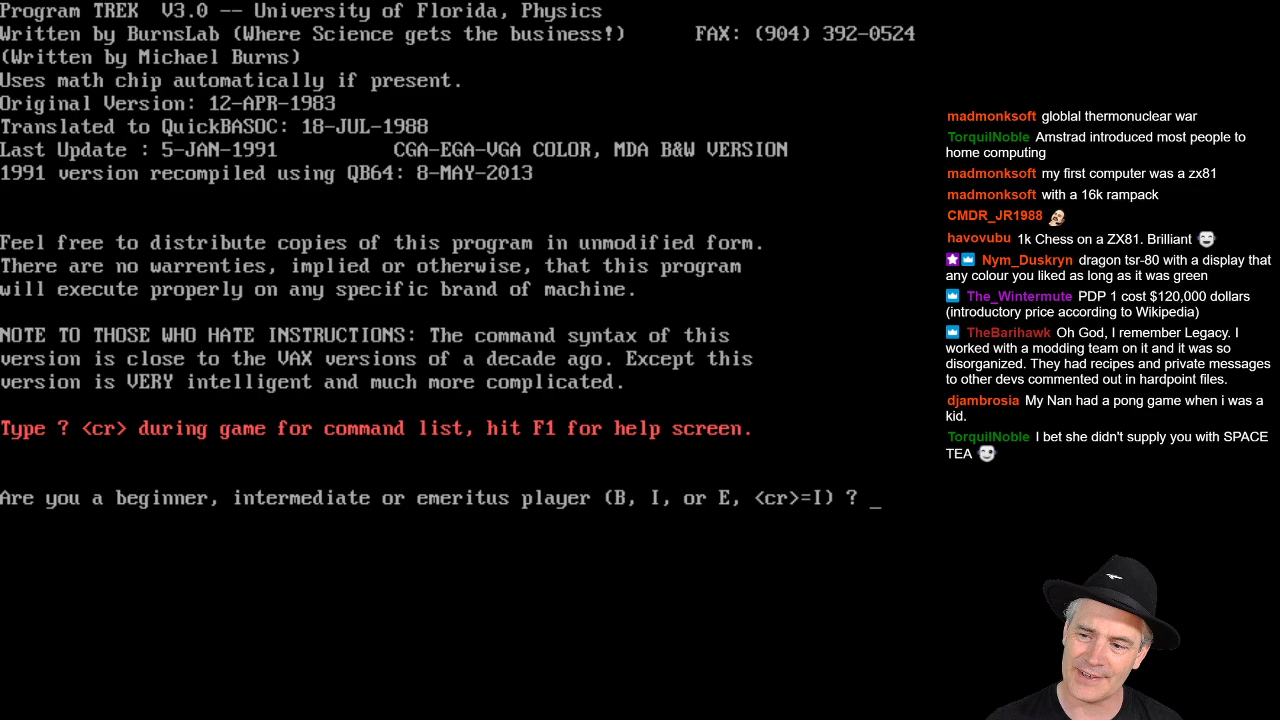 Program TREK  V3.0 -- University of Florida, Physics
Written by BurnsLab (Where Science gets the business!)      FAX: (904) 392-0524
(Written by Michael Burns)
Uses math chip automatically if present.
Original Version: 12-APR-1983
Translated to QuickBASOC: 18-JUL-1988
Last Update : 5-JAN-1991          CGA-EGA-VGA COLOR, MDA B&W VERSION
1991 version recompiled using QB64: 8-MAY-2013
Feel free to distribute copies of this program in unmodified form.
There are no warrenties, implied or otherwise, that this program
will execute properly on any specific brand of machine.
NOTE TO THOSE WHO HATE INSTRUCTIONS: The command syntax of this
version is close to the VAX versions of a decade ago. Except this
version is VERY intelligent and much more complicated.
Type ? <cr> during game for command list, hit F1 for help screen.
Are you a beginner, intermediate or emeritus player (B, I, or E, <cr>=I) ? _
madmonksoft globlal thermonuclear war
TorquilNoble Amstrad introduced most people to
home computing
madmonksoft my first computer was a zx81
madmonksoft with a 16k rampack
CMDR_JR1988
havovubu 1k Chess on a ZX81. Brilliant
Nym_Duskryn dragon tsr-80 with a display that
any colour you liked as long as it was green
The_Wintermute PDP 1 cost $120,000 dollars
(introductory price according to Wikipedia)
TheBarihawk Oh God, I remember Legacy. I
worked with a modding team on it and it was so
disorganized. They had recipes and private messages
to other devs commented out in hardpoint files.
djambrosia My Nan had a pong game when i was a
kid.
TorquilNoble I bet she didn't supply you with SPACE
TEA